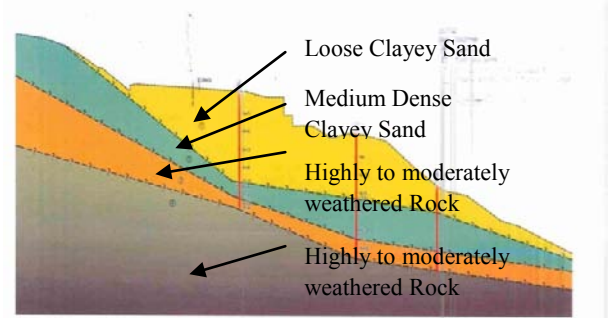 Loose Clayey Sand
Medium Dense
Clayey Sand
Highly to moderately
weathered Rock
Highly to moderately
weathered Rock